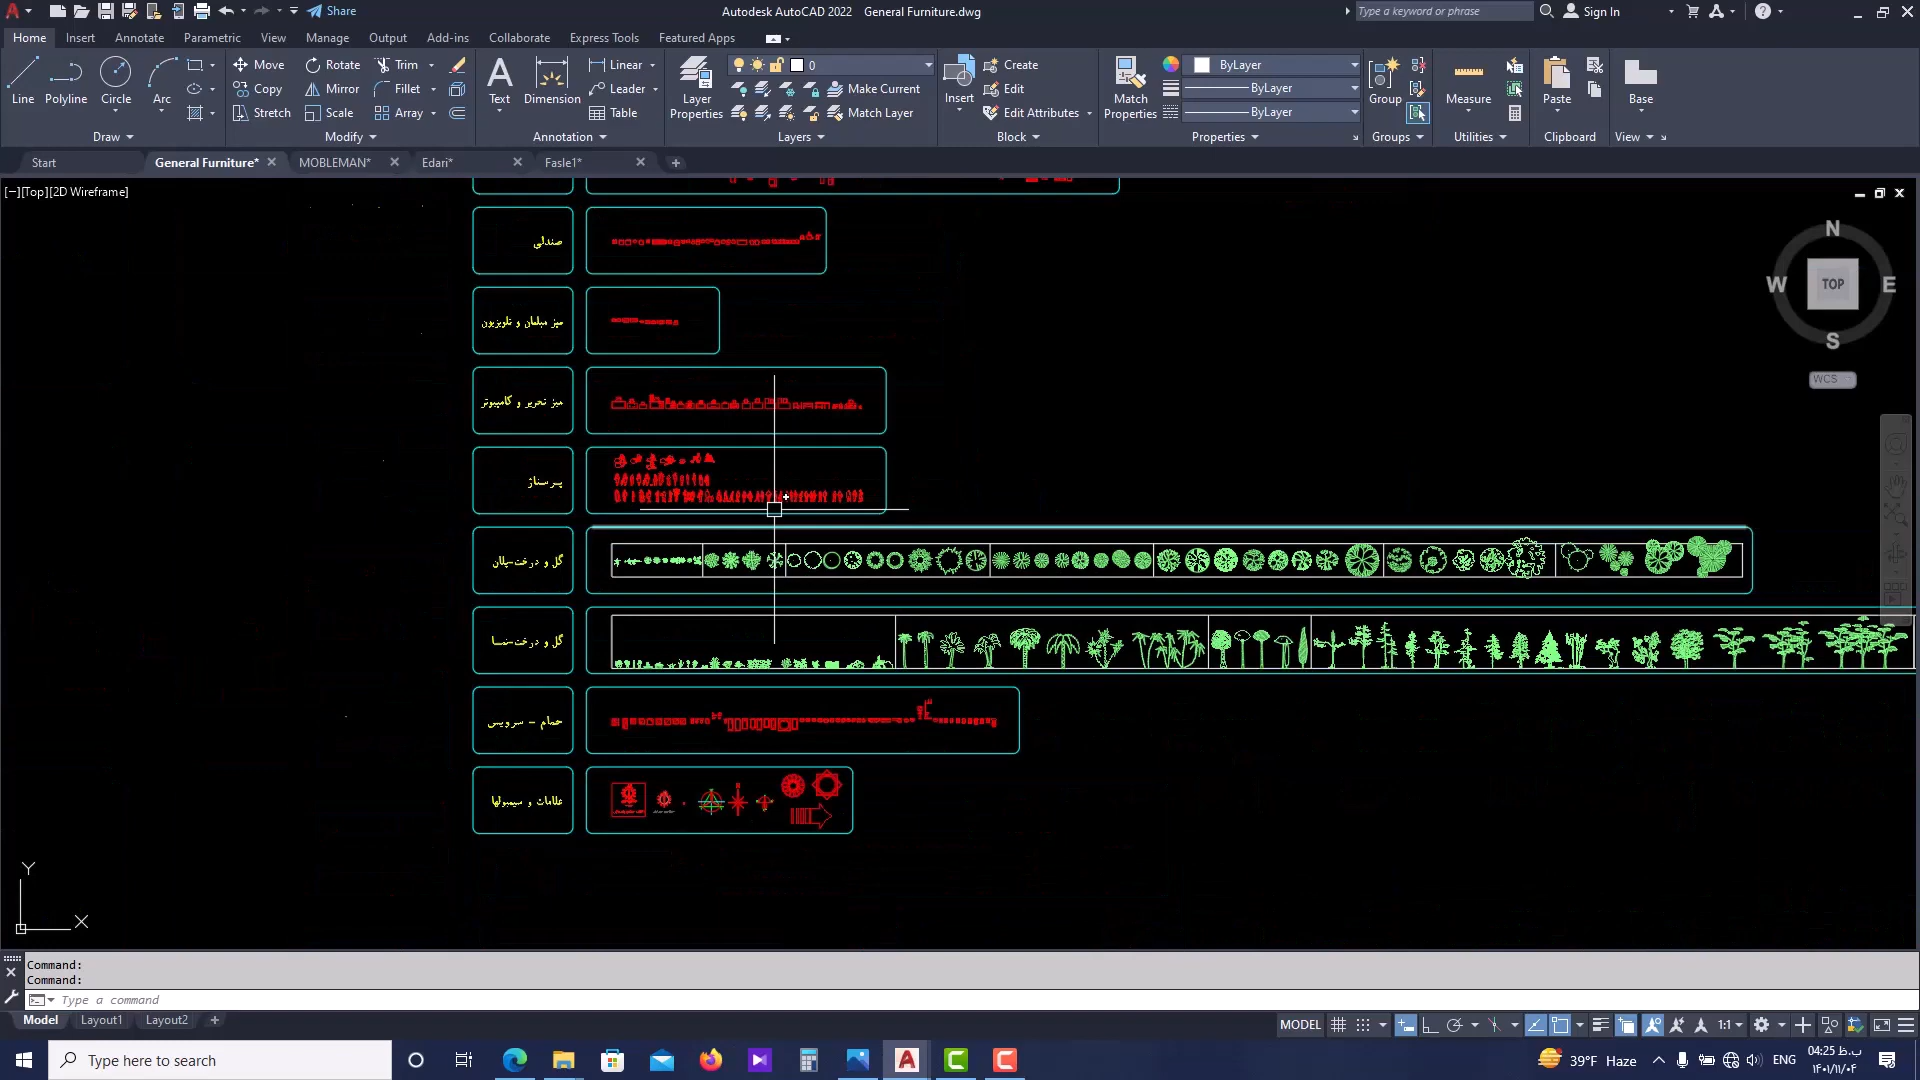 Autodesk AutoCAD 2022 General Furniture.dwg
Share
Type a keyword or phrase
Sign In
Home Insert Annotate Parametric View Manage Output Add-ins Collaborate Express Tools Featured Apps
Line Polyline Circle Arc
Move Rotate Trim
Copy Mirror Fillet
Stretch Scale Array
Text Dimension
Linear
Leader
Table
Layer Properties
0
Make Current
Match Layer
Insert
Create
Edit
Edit Attributes
Match Properties
ByLayer
ByLayer
ByLayer
Group
Measure
Paste
Base
Draw Modify Annotation Layers Block Properties Groups Utilities Clipboard View
Start General Furniture* MOBLEMAN* Edari* Fasle1*
[−][Top][2D Wireframe]
N
W TOP E
S
WCS
صندلی
میز مبلمان و تلویزیون
میز تحریر و کامپیوتر
پرسناژ
گل و درخت-پلان
گل و درخت-نما
حمام - سرویس
علامات و سیمبولها
Y
X
Command:
Command:
Type a command
Model Layout1 Layout2
MODEL 1:1
Type here to search
39°F Haze
ENG
04:25 ب.ظ
۱۴۰۱/۱۱/۰۴